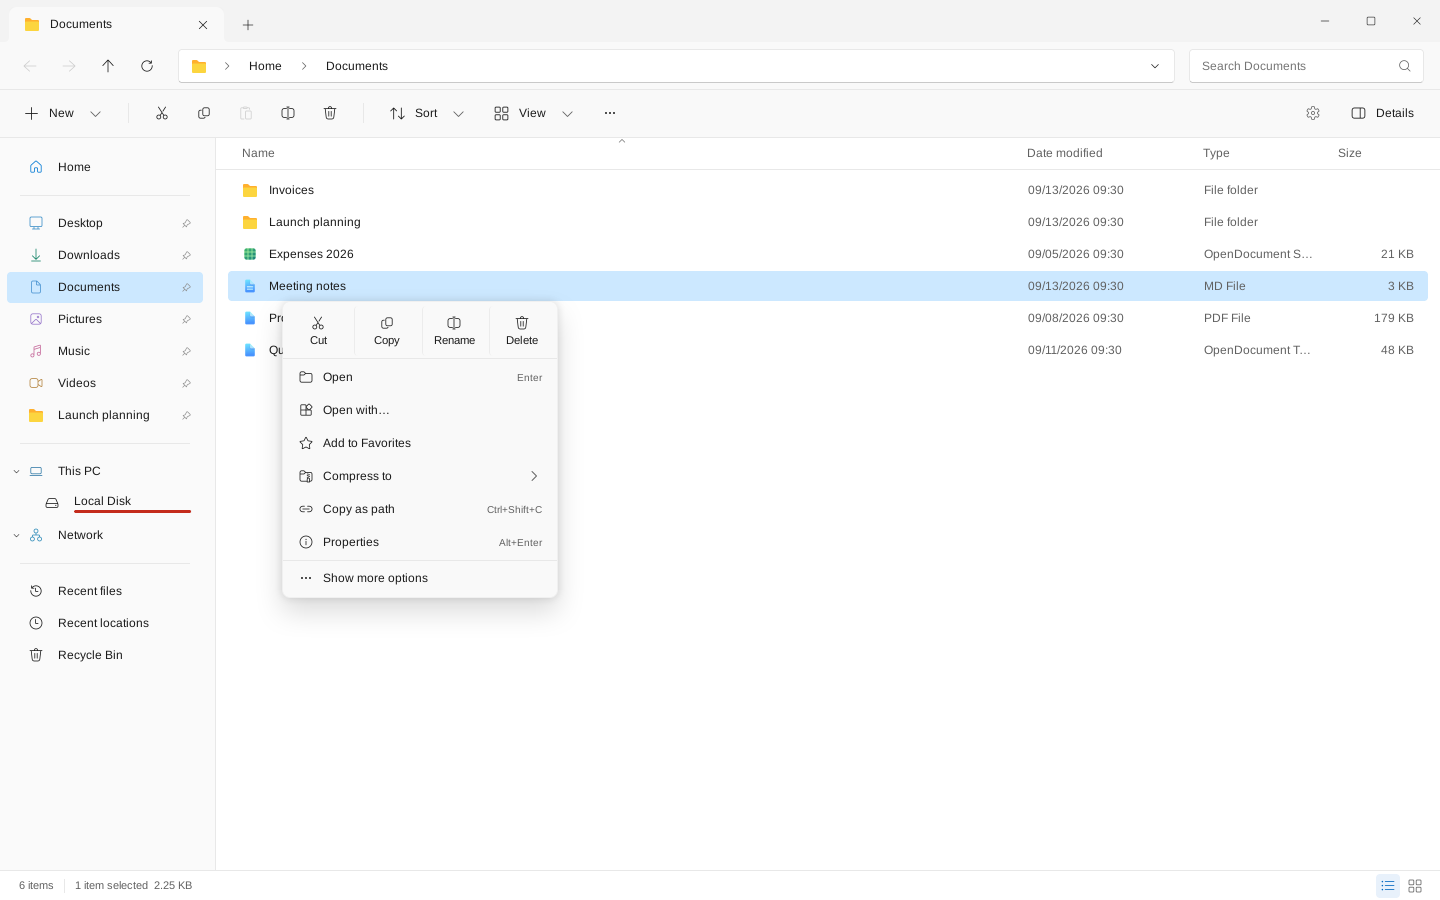 Documents
Home
Documents
Search Documents
New
Sort
View
Details
Name
Date modified
Type
Size
Home
Desktop
Downloads
Documents
Pictures
Music
Videos
Launch planning
This PC
Local Disk
Network
Recent files
Recent locations
Recycle Bin
Invoices 09/13/2026 09:30 File folder
Launch planning 09/13/2026 09:30 File folder
Expenses 2026 09/05/2026 09:30 OpenDocument S... 21 KB
Meeting notes 09/13/2026 09:30 MD File 3 KB
Pr 09/08/2026 09:30 PDF File 179 KB
Qu 09/11/2026 09:30 OpenDocument T... 48 KB
Cut
Copy
Rename
Delete
Open Enter
Open with...
Add to Favorites
Compress to
Copy as path Ctrl+Shift+C
Properties Alt+Enter
Show more options
6 items
1 item selected 2.25 KB